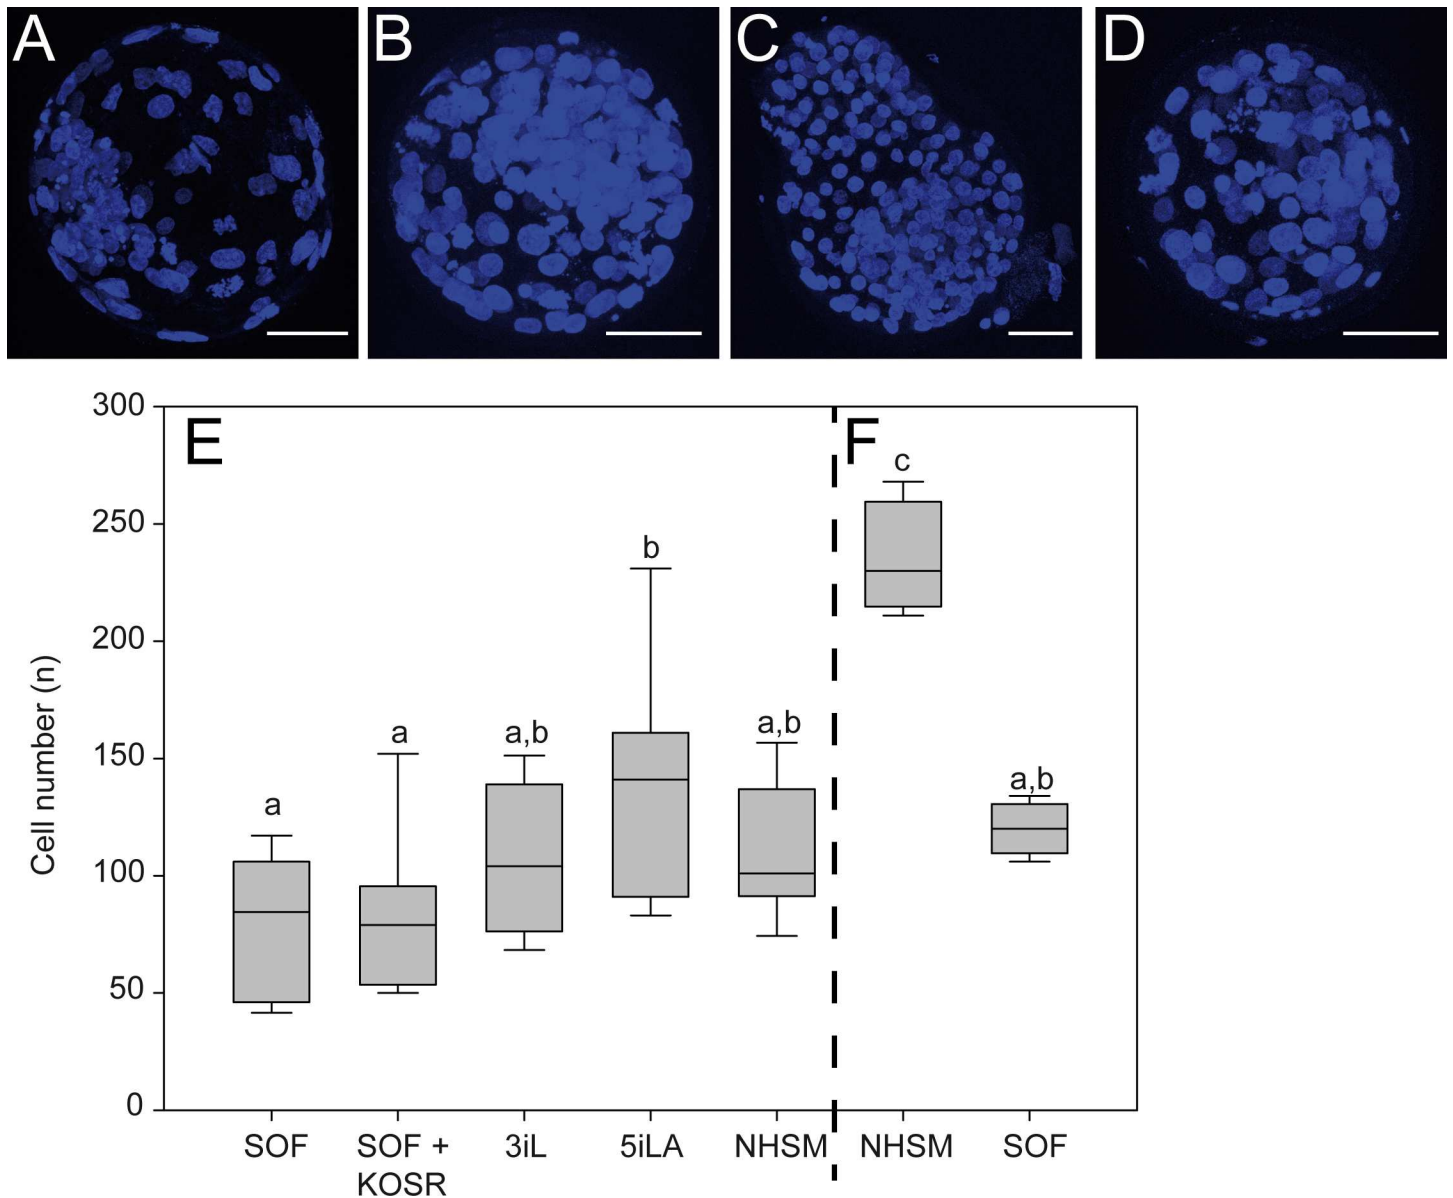 A B C D
300
E F
c
250
b
200
Cell number (n)
a a a,b a,b a,b
150
100
50
0
SOF SOF + 3iL 5iLA NHSM NHSM SOF
KOSR